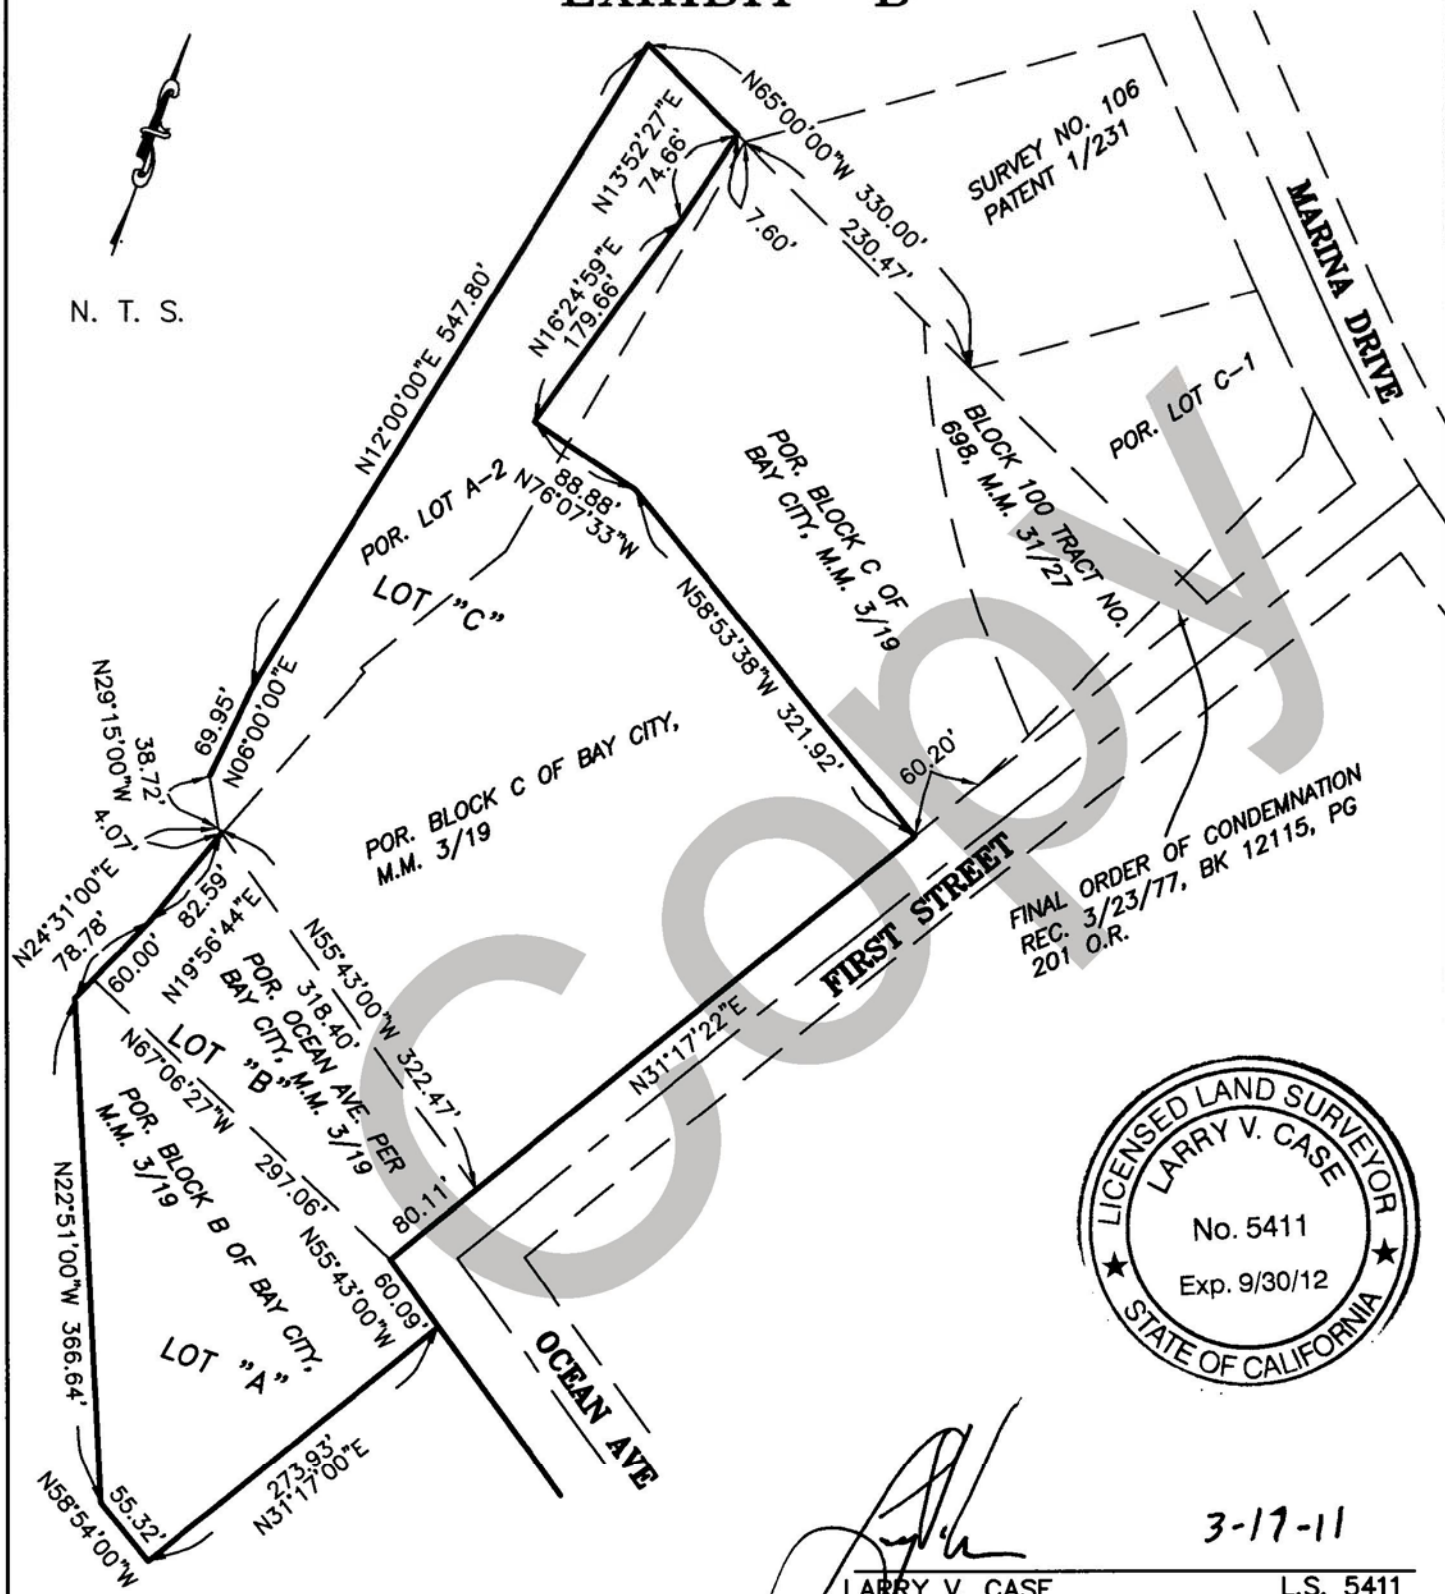 EXHIBIT "B"
N. T. S.
N65°00'00"W 330.00'
230.47'
7.60'
N13°52'27"E
74.66'
N16°24'59"E
179.66'
N12°00'00"E 547.80'
SURVEY NO. 106
PATENT 1/231
MARINA DRIVE
POR. LOT C-1
BLOCK 100 TRACT NO.
698, M.M. 31/27
POR. BLOCK C OF
BAY CITY, M.M. 3/19
88.88'
N76°07'33"W
POR. LOT A-2
LOT "C"
N58°53'38"W 321.92'
60.20'
N06°00'00"E
69.95'
N29°15'00"W
38.72'
4.07'
POR. BLOCK C OF BAY CITY,
M.M. 3/19
FINAL ORDER OF CONDEMNATION
REC. 3/23/77, BK 12115, PG
201 O.R.
FIRST STREET
N24°31'00"E
78.78'
60.00'
82.59'
N19°56'44"E
N55°43'00"W 322.47'
318.40'
POR. OCEAN AVE. PER
BAY CITY, M.M. 3/19
LOT "B"
N67°06'27"W
297.06'
N31°17'22"E
80.11'
POR. BLOCK B OF BAY CITY,
M.M. 3/19
N55°43'00"W
60.09'
N22°51'00"W 366.64'
LOT "A"
OCEAN AVE
273.93'
N31°17'00"E
55.32'
N58°54'00"W
Copy
LICENSED LAND SURVEYOR
LARRY V. CASE
No. 5411
Exp. 9/30/12
STATE OF CALIFORNIA
3-17-11
LARRY V. CASE L.S. 5411